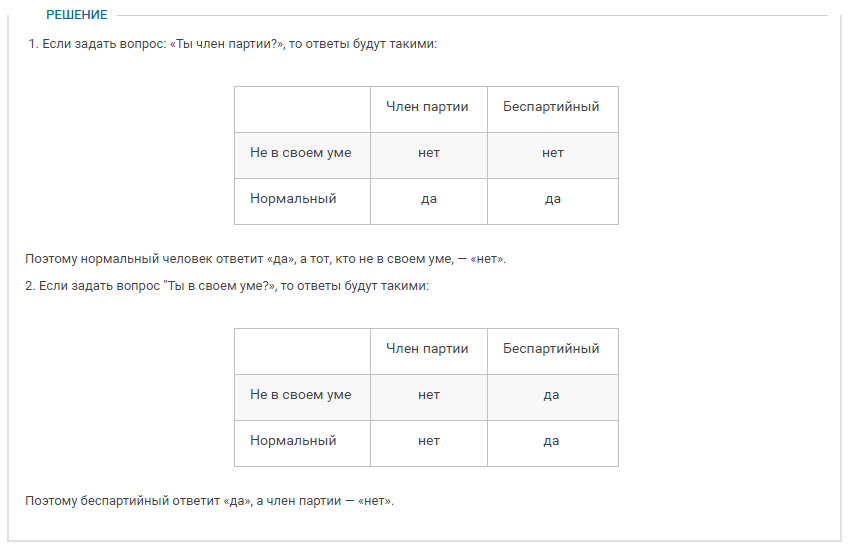 РЕШЕНИЕ
1. Если задать вопрос: «Ты член партии?», то ответы будут такими:
Член партии Беспартийный
Не в своем уме нет нет
Нормальный да да
Поэтому нормальный человек ответит «да», а тот, кто не в своем уме, — «нет».
2. Если задать вопрос "Ты в своем уме?», то ответы будут такими:
Член партии Беспартийный
Не в своем уме нет да
Нормальный нет да
Поэтому беспартийный ответит «да», а член партии — «нет».